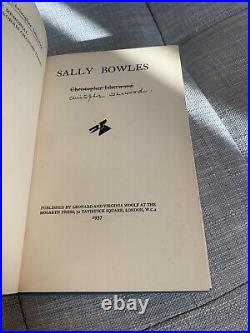 SALLY BOWLES
Christopher Isherwood
Christopher Isherwood
PUBLISHED BY LEONARD AND VIRGINIA WOOLF AT THE
HOGARTH PRESS, 52 TAVISTOCK SQUARE, LONDON, W.C.1
1937